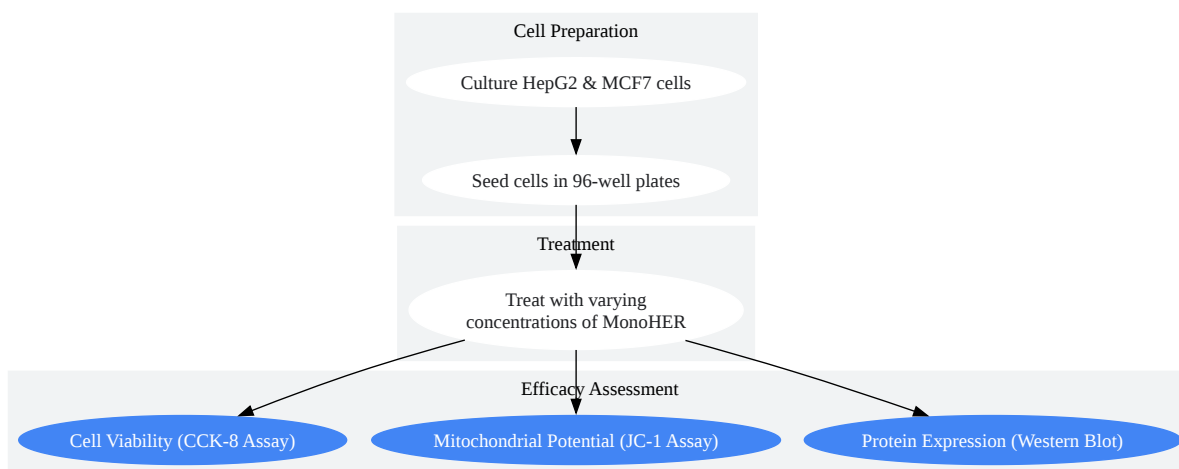 Cell Preparation
Culture HepG2 & MCF7 cells
Seed cells in 96-well plates
Treatment
Treat with varying
concentrations of MonoHER
Efficacy Assessment
Cell Viability (CCK-8 Assay)
Mitochondrial Potential (JC-1 Assay)
Protein Expression (Western Blot)